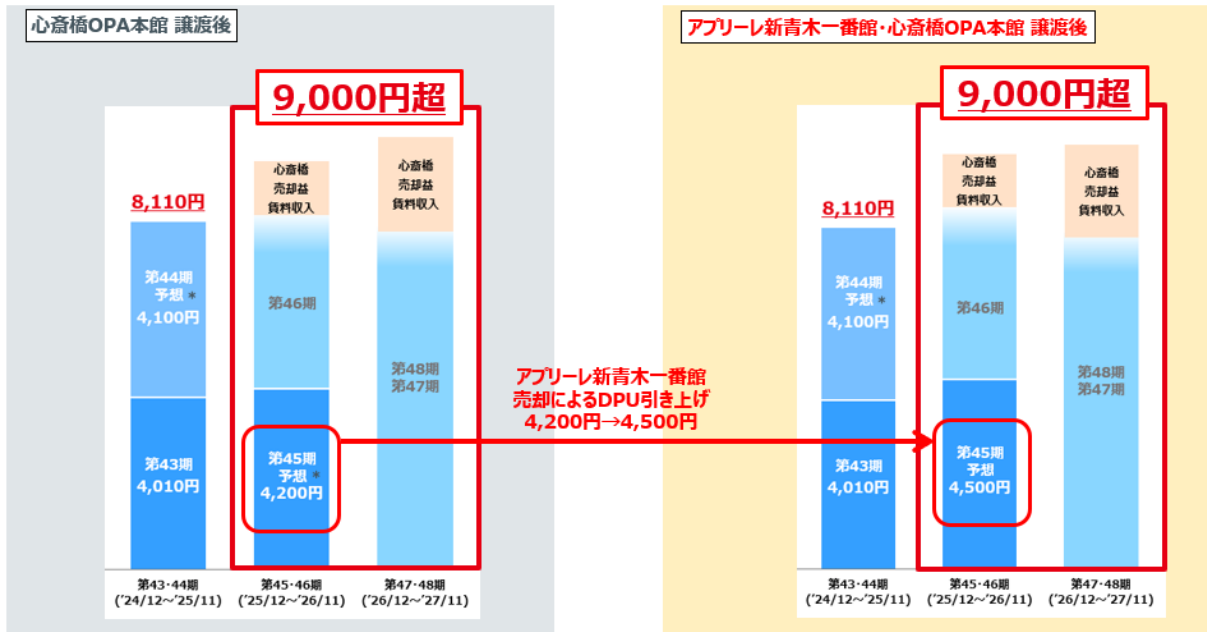 心斎橋OPA本館 譲渡後
9,000円超
8,110円
心斎橋
売却益
賃料収入
心斎橋
売却益
賃料収入
第44期
予想 *
4,100円
第46期
第48期
第47期
第43期
4,010円
第45期
予想 *
4,200円
第43・44期
('24/12～'25/11)
第45・46期
('25/12～'26/11)
第47・48期
('26/12～'27/11)
アプリーレ新青木一番館
売却によるDPU引き上げ
4,200円→4,500円
アプリーレ新青木一番館・心斎橋OPA本館 譲渡後
9,000円超
8,110円
心斎橋
売却益
賃料収入
心斎橋
売却益
賃料収入
第44期
予想 *
4,100円
第46期
第48期
第47期
第43期
4,010円
第45期
予想
4,500円
第43・44期
('24/12～'25/11)
第45・46期
('25/12～'26/11)
第47・48期
('26/12～'27/11)